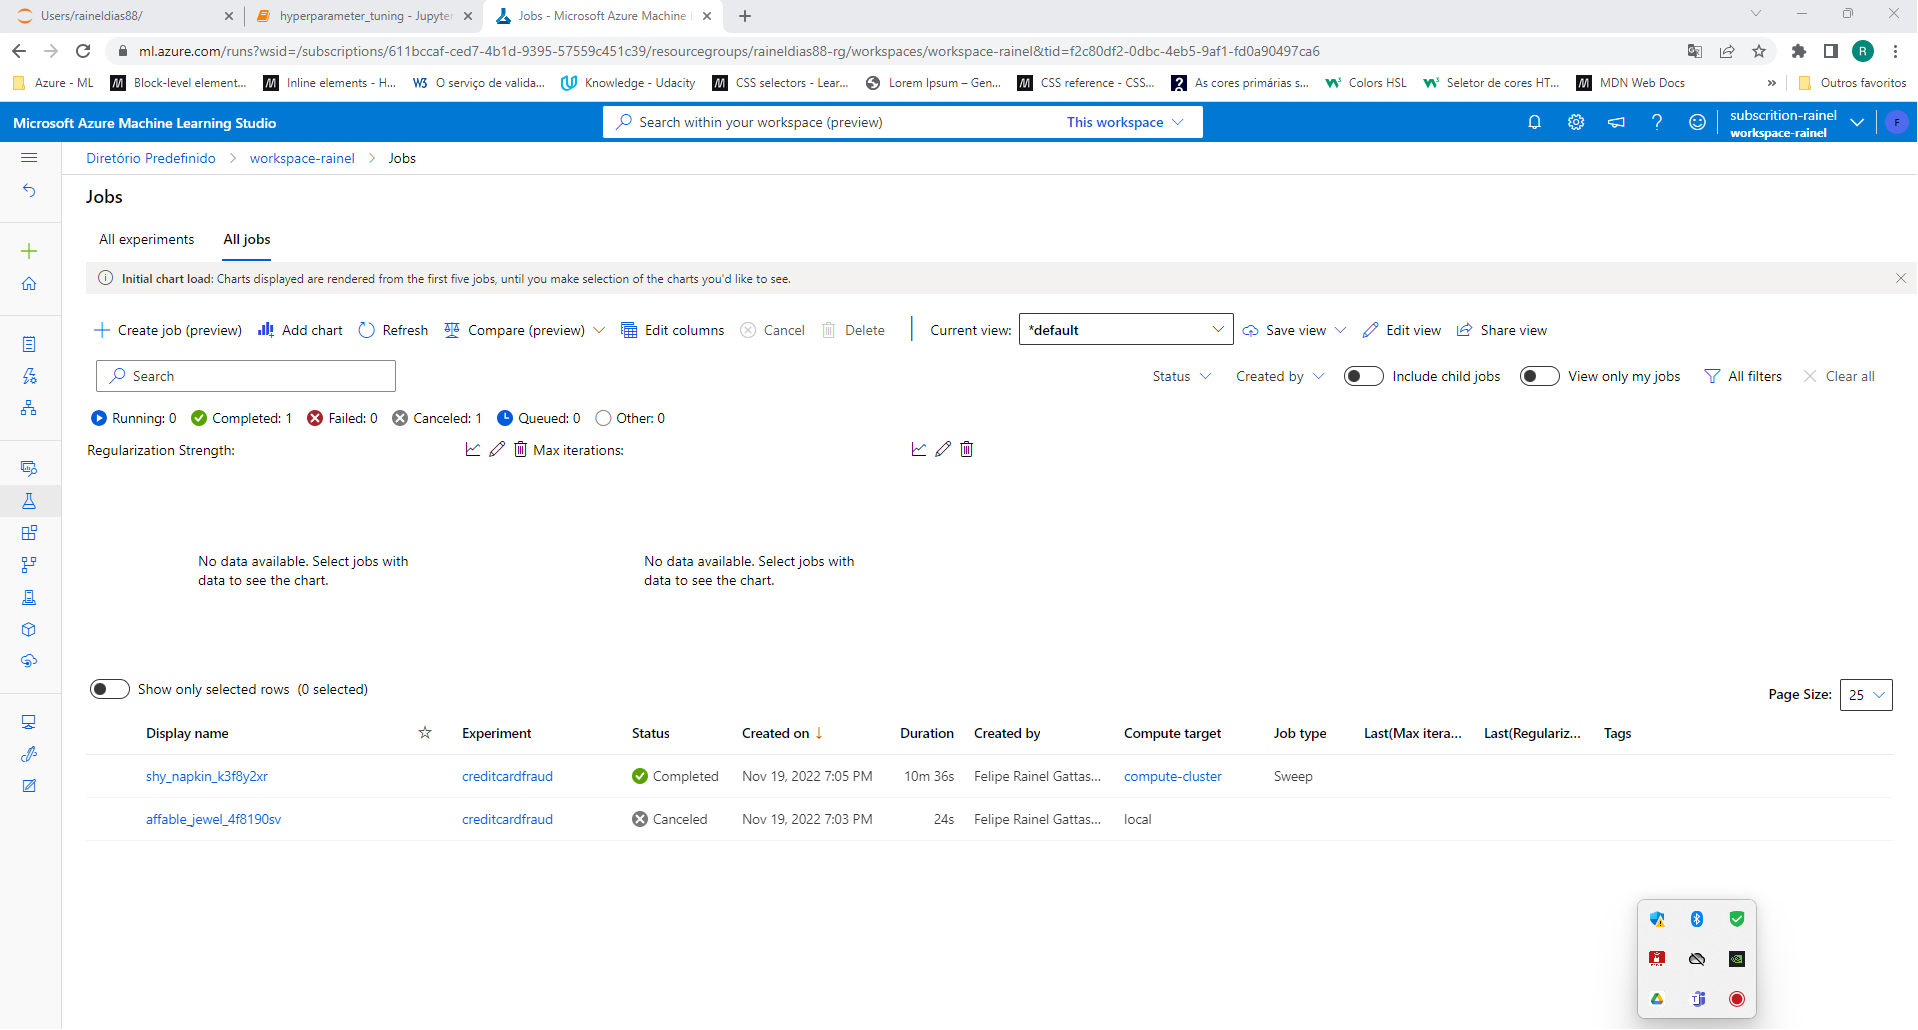 Users/raineldias88/
hyperparameter_tuning - Jupyter
Jobs - Microsoft Azure Machine
ml.azure.com/runs?wsid=/subscriptions/611bccaf-ced7-4b1d-9395-57559c451c39/resourcegroups/raineldias88-rg/workspaces/workspace-rainel&tid=f2c80df2-0dbc-4eb5-9af1-fd0a90497ca6
R
Azure - ML
Block-level element...
Inline elements - H...
O serviço de valida...
Knowledge - Udacity
CSS selectors - Lear...
Lorem Ipsum – Gen...
CSS reference - CSS...
As cores primárias s...
Colors HSL
Seletor de cores HT...
MDN Web Docs
»
Outros favoritos
Microsoft Azure Machine Learning Studio
Search within your workspace (preview)
This workspace
subscrition-rainel
workspace-rainel
F
Diretório Predefinido > workspace-rainel > Jobs
Jobs
All experiments
All jobs
Initial chart load: Charts displayed are rendered from the first five jobs, until you make selection of the charts you'd like to see.
Create job (preview)
Add chart
Refresh
Compare (preview)
Edit columns
Cancel
Delete
Current view:
*default
Save view
Edit view
Share view
Search
Status
Created by
Include child jobs
View only my jobs
All filters
Clear all
Running: 0
Completed: 1
Failed: 0
Canceled: 1
Queued: 0
Other: 0
Regularization Strength:
Max iterations:
No data available. Select jobs with
data to see the chart.
No data available. Select jobs with
data to see the chart.
Show only selected rows (0 selected)
Page Size:
25
Display name
Experiment
Status
Created on ↓
Duration
Created by
Compute target
Job type
Last(Max itera...
Last(Regulariz...
Tags
shy_napkin_k3f8y2xr
creditcardfraud
Completed
Nov 19, 2022 7:05 PM
10m 36s
Felipe Rainel Gattas...
compute-cluster
Sweep
affable_jewel_4f8190sv
creditcardfraud
Canceled
Nov 19, 2022 7:03 PM
24s
Felipe Rainel Gattas...
local